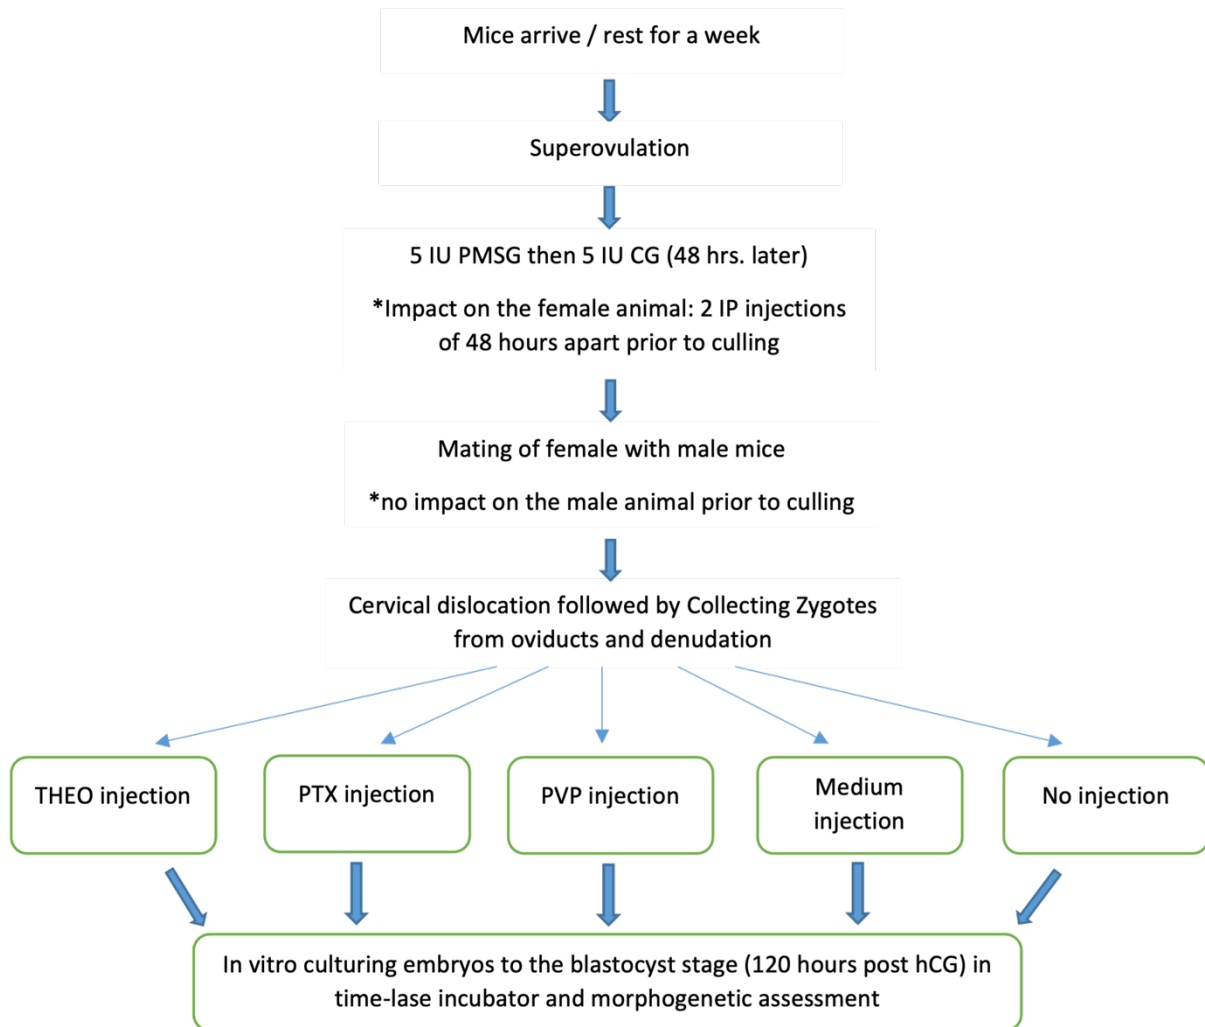 Mice arrive / rest for a week
Superovulation
5 IU PMSG then 5 IU CG (48 hrs. later)
*Impact on the female animal: 2 IP injections
of 48 hours apart prior to culling
Mating of female with male mice
*no impact on the male animal prior to culling
Cervical dislocation followed by Collecting Zygotes
from oviducts and denudation
THEO injection
PTX injection
PVP injection
Medium
injection
No injection
In vitro culturing embryos to the blastocyst stage (120 hours post hCG) in
time-lase incubator and morphogenetic assessment